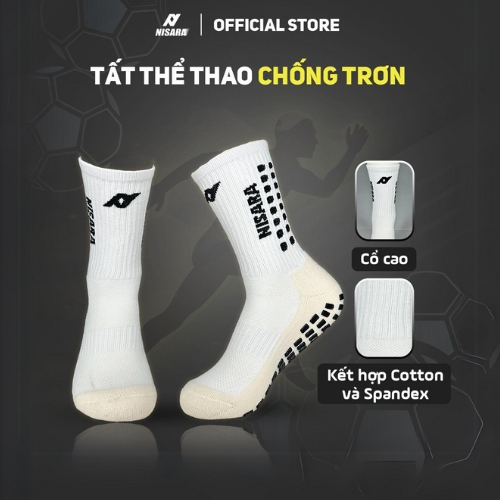 NISARA
OFFICIAL STORE
TẤT THỂ THAO CHỐNG TRƠN
NISARA
NISARA
Cổ cao
Kết hợp Cotton
và Spandex